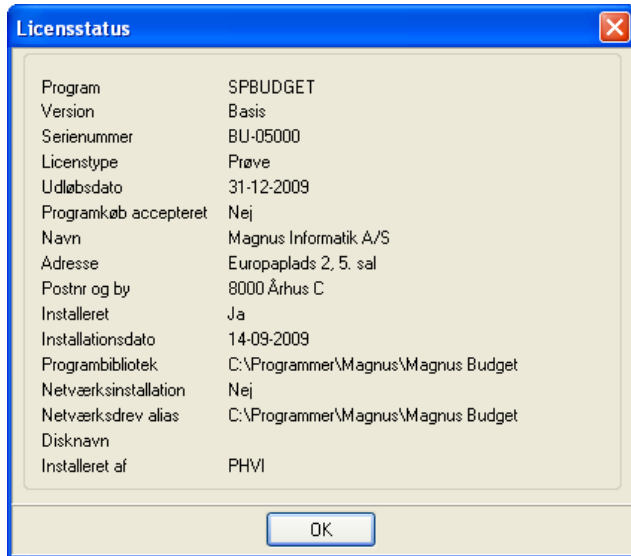 Licensstatus
Program SPBUDGET
Version Basis
Serienummer BU-05000
Licenstype Prøve
Udløbsdato 31-12-2009
Programkøb accepteret Nej
Navn Magnus Informatik A/S
Adresse Europaplads 2, 5. sal
Postnr og by 8000 Århus C
Installeret Ja
Installationsdato 14-09-2009
Programbibliotek C:\Programmer\Magnus\Magnus Budget
Netværksinstallation Nej
Netværksdrev alias C:\Programmer\Magnus\Magnus Budget
Disknavn
Installeret af PHVI
OK